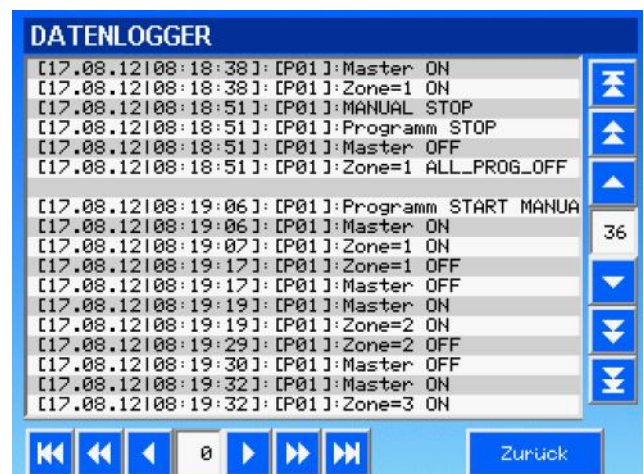 DATENLOGGER
[17.08.12|08:18:38]:[P01]:Master ON
[17.08.12|08:18:38]:[P01]:Zone=1 ON
[17.08.12|08:18:51]:[P01]:MANUAL STOP
[17.08.12|08:18:51]:[P01]:Programm STOP
[17.08.12|08:18:51]:[P01]:Master OFF
[17.08.12|08:18:51]:[P01]:Zone=1 ALL_PROG_OFF
[17.08.12|08:19:06]:[P01]:Programm START MANUA
[17.08.12|08:19:06]:[P01]:Master ON
[17.08.12|08:19:07]:[P01]:Zone=1 ON
[17.08.12|08:19:17]:[P01]:Zone=1 OFF
[17.08.12|08:19:17]:[P01]:Master OFF
[17.08.12|08:19:19]:[P01]:Master ON
[17.08.12|08:19:19]:[P01]:Zone=2 ON
[17.08.12|08:19:29]:[P01]:Zone=2 OFF
[17.08.12|08:19:30]:[P01]:Master OFF
[17.08.12|08:19:32]:[P01]:Master ON
[17.08.12|08:19:32]:[P01]:Zone=3 ON
36
0
Zurück